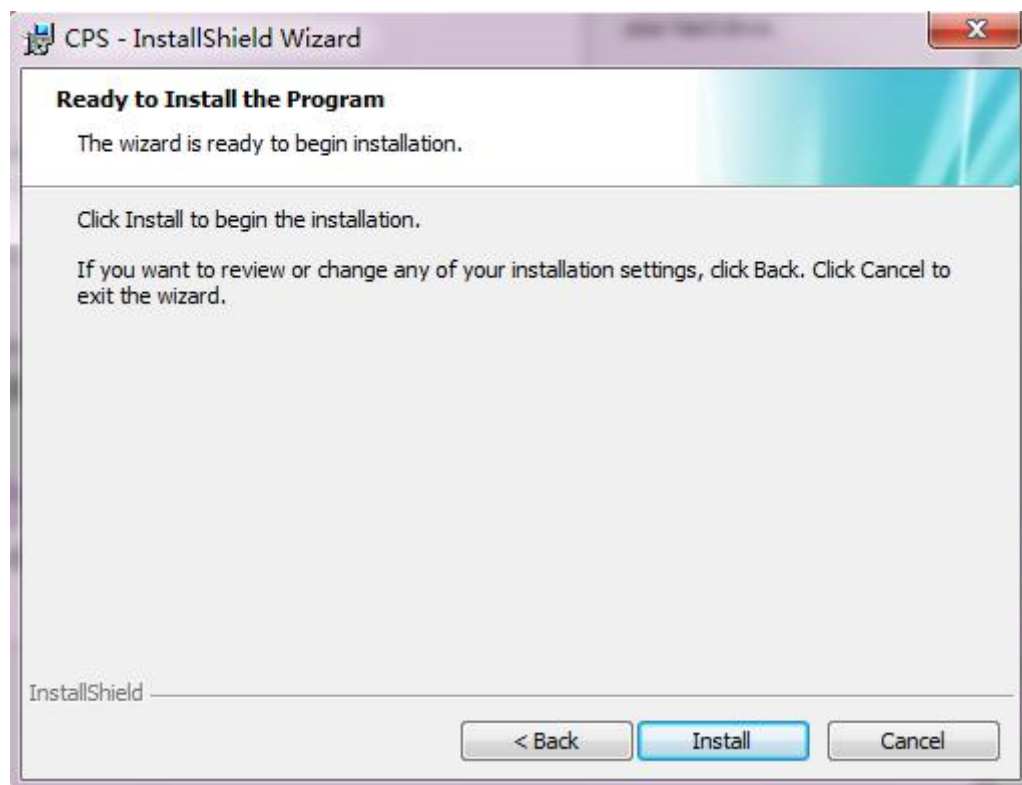 CPS - InstallShield Wizard
Ready to Install the Program
The wizard is ready to begin installation.
Click Install to begin the installation.
If you want to review or change any of your installation settings, click Back. Click Cancel to
exit the wizard.
InstallShield
< Back
Install
Cancel